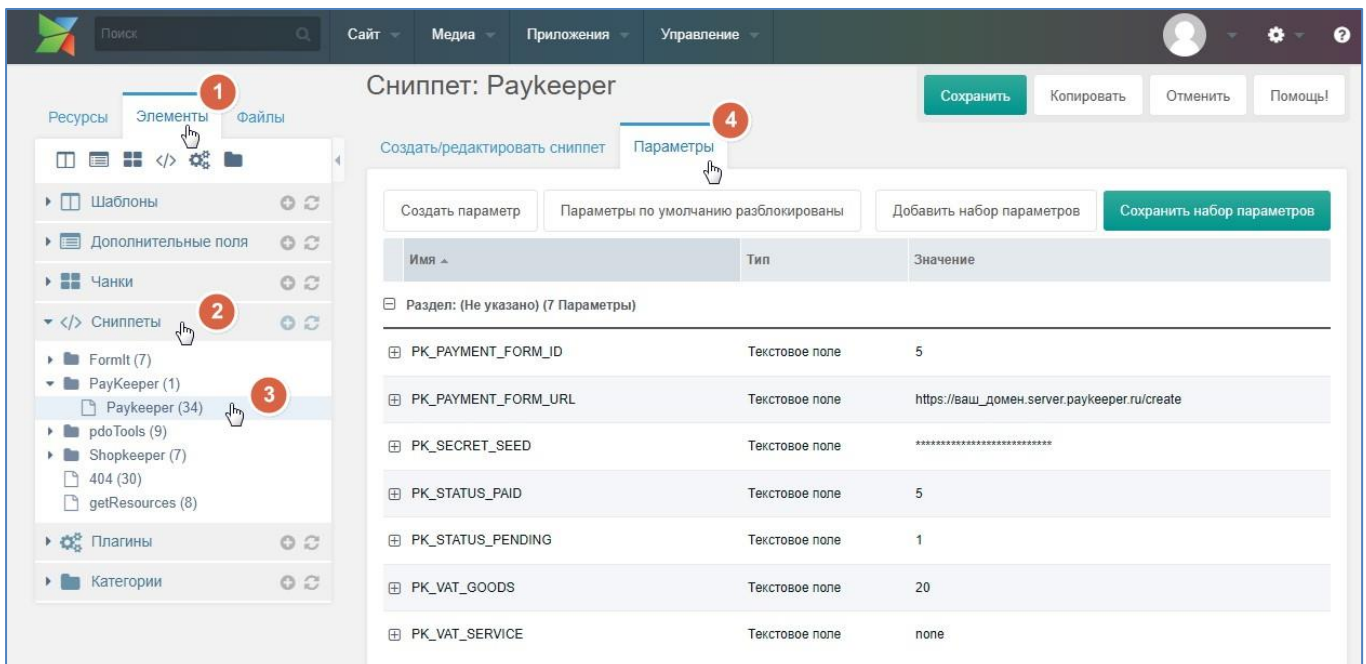 Поиск
Сайт
Медиа
Приложения
Управление
Ресурсы
Элементы
Файлы
1
Шаблоны
Дополнительные поля
Чанки
Сниппеты
2
FormIt (7)
PayKeeper (1)
Paykeeper (34)
3
pdoTools (9)
Shopkeeper (7)
404 (30)
getResources (8)
Плагины
Категории
Сниппет: Paykeeper
Сохранить
Копировать
Отменить
Помощь!
Создать/редактировать сниппет
Параметры
4
Создать параметр
Параметры по умолчанию разблокированы
Добавить набор параметров
Сохранить набор параметров
Имя Тип Значение
Раздел: (Не указано) (7 Параметры)
PK_PAYMENT_FORM_ID Текстовое поле 5
PK_PAYMENT_FORM_URL Текстовое поле https://ваш_домен.server.paykeeper.ru/create
PK_SECRET_SEED Текстовое поле ****************************
PK_STATUS_PAID Текстовое поле 5
PK_STATUS_PENDING Текстовое поле 1
PK_VAT_GOODS Текстовое поле 20
PK_VAT_SERVICE Текстовое поле none